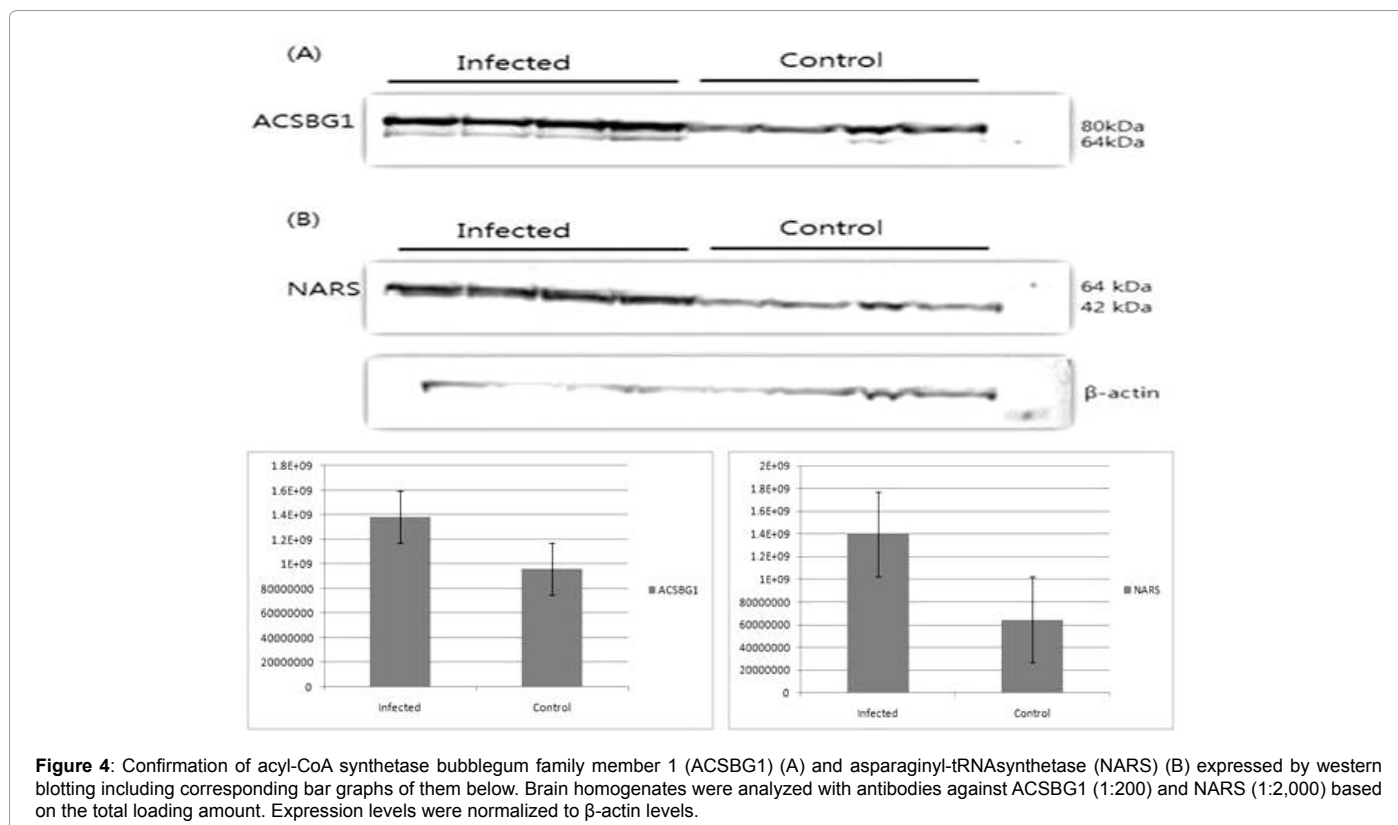 (A)
Infected Control
ACSBG1
80kDa
64kDa
(B)
Infected Control
NARS
64 kDa
42 kDa
β-actin
1.8E+09
1.6E+09
1.4E+09
1.2E+09
1E+09
80000000
60000000
40000000
20000000
0
Infected Control
ACSBG1
2E+09
1.8E+09
1.6E+09
1.4E+09
1.2E+09
1E+09
80000000
60000000
40000000
20000000
0
Infected Control
NARS
Figure 4: Confirmation of acyl-CoA synthetase bubblegum family member 1 (ACSBG1) (A) and asparaginyl-tRNAsynthetase (NARS) (B) expressed by western
blotting including corresponding bar graphs of them below. Brain homogenates were analyzed with antibodies against ACSBG1 (1:200) and NARS (1:2,000) based
on the total loading amount. Expression levels were normalized to β-actin levels.